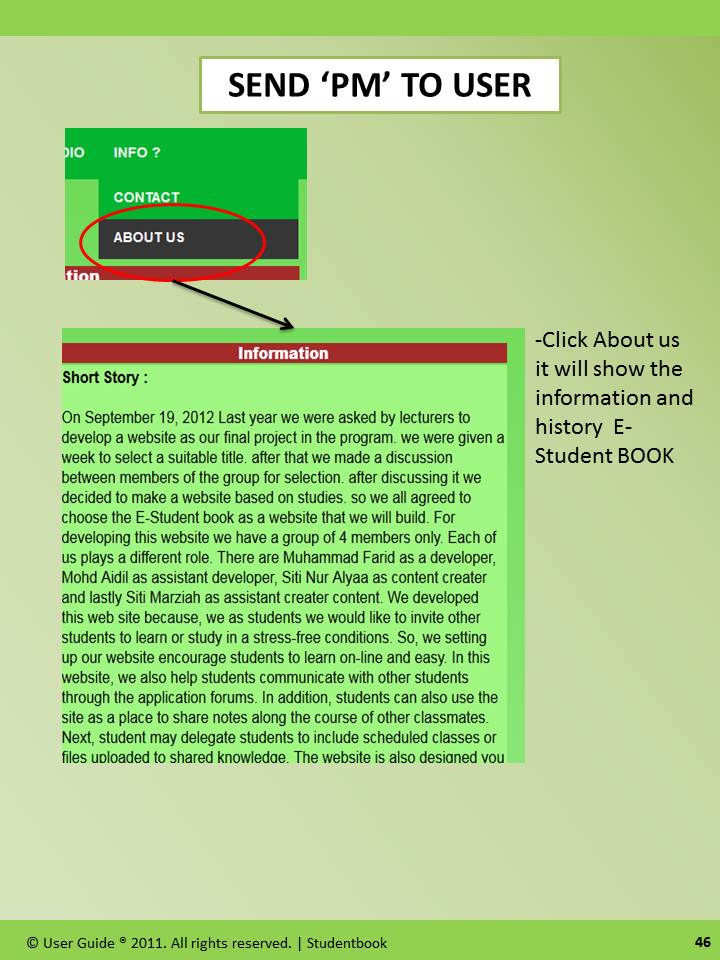 SEND ‘PM’ TO USER
DIO INFO ?
CONTACT
ABOUT US
tion
Information
Short Story :
On September 19, 2012 Last year we were asked by lecturers to
develop a website as our final project in the program. we were given a
week to select a suitable title. after that we made a discussion
between members of the group for selection. after discussing it we
decided to make a website based on studies. so we all agreed to
choose the E-Student book as a website that we will build. For
developing this website we have a group of 4 members only. Each of
us plays a different role. There are Muhammad Farid as a developer,
Mohd Aidil as assistant developer, Siti Nur Alyaa as content creater
and lastly Siti Marziah as assistant creater content. We developed
this web site because, we as students we would like to invite other
students to learn or study in a stress-free conditions. So, we setting
up our website encourage students to learn on-line and easy. In this
website, we also help students communicate with other students
through the application forums. In addition, students can also use the
site as a place to share notes along the course of other classmates.
Next, student may delegate students to include scheduled classes or
files uploaded to shared knowledge. The website is also designed you
-Click About us
it will show the
information and
history E-
Student BOOK
© User Guide ® 2011. All rights reserved. | Studentbook
46